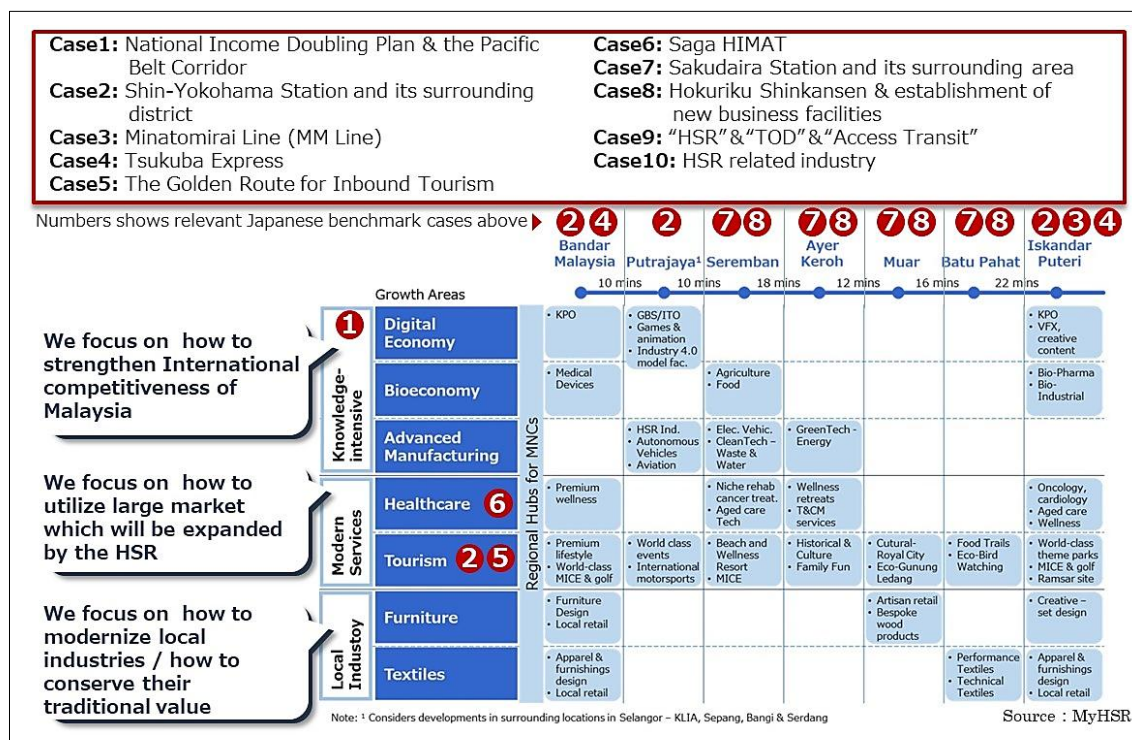 Case1: National Income Doubling Plan & the Pacific
Belt Corridor
Case2: Shin-Yokohama Station and its surrounding
district
Case3: Minatomirai Line (MM Line)
Case4: Tsukuba Express
Case5: The Golden Route for Inbound Tourism
Case6: Saga HIMAT
Case7: Sakudaira Station and its surrounding area
Case8: Hokuriku Shinkansen & establishment of
new business facilities
Case9: “HSR”&“TOD”&“Access Transit”
Case10: HSR related industry
Numbers shows relevant Japanese benchmark cases above
2 4
2
7 8
7 8
7 8
7 8
2 3 4
Bandar
Malaysia
Putrajaya¹
Seremban
Ayer
Keroh
Muar
Batu Pahat
Iskandar
Puteri
10 mins
10 mins
18 mins
12 mins
16 mins
22 mins
Growth Areas
We focus on how to
strengthen International
competitiveness of
Malaysia
We focus on how to
utilize large market
which will be expanded
by the HSR
We focus on how to
modernize local
industries / how to
conserve their
traditional value
1
Knowledge-
intensive
Modern
Services
Local
Industoy
Regional Hubs for MNCs
Digital
Economy
• KPO
• GBS/ITO
• Games &
animation
• Industry 4.0
model fac.
• KPO
• VFX,
creative
content
Bioeconomy
• Medical
Devices
• Agriculture
• Food
• Bio-Pharma
• Bio-
Industrial
Advanced
Manufacturing
• HSR Ind.
• Autonomous
Vehicles
• Aviation
• Elec. Vehic.
• CleanTech –
Waste &
Water
• GreenTech -
Energy
Healthcare 6
• Premium
wellness
• Niche rehab
cancer treat.
• Aged care
Tech
• Wellness
retreats
• T&CM
services
• Oncology,
cardiology
• Aged care
• Wellness
Tourism 2 5
• Premium
lifestyle
• World-class
MICE & golf
• World class
events
• International
motorsports
• Beach and
Wellness
Resort
• MICE
• Historical &
Culture
• Family Fun
• Cutural-
Royal City
• Eco-Gunung
Ledang
• Food Trails
• Eco-Bird
Watching
• World-class
theme parks
• MICE & golf
• Ramsar site
Furniture
• Furniture
Design
• Local retail
• Artisan retail
• Bespoke
wood
products
• Creative –
set design
Textiles
• Apparel &
furnishings
design
• Local retail
• Performance
Textiles
• Technical
Textiles
• Apparel &
furnishings
design
• Local retail
Note: ¹ Considers developments in surrounding locations in Selangor – KLIA, Sepang, Bangi & Serdang
Source : MyHSR